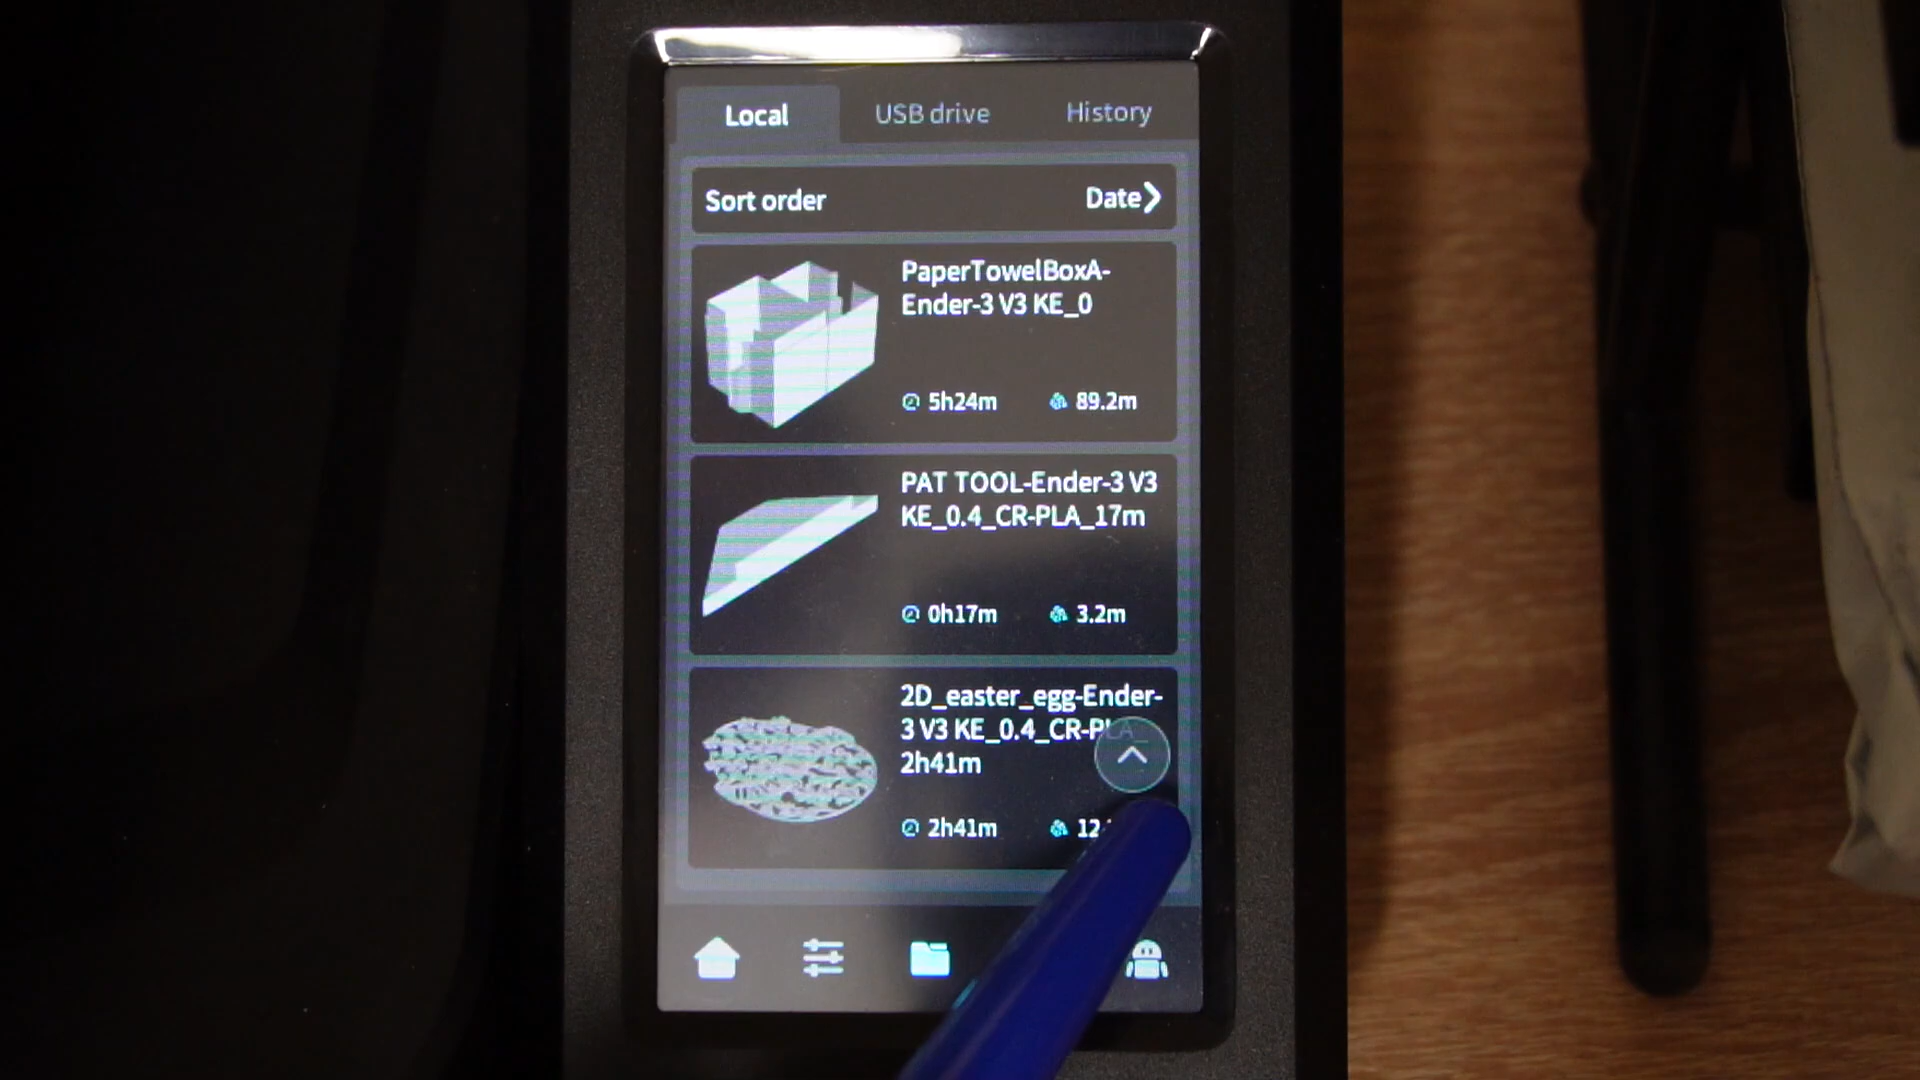 Local USB drive History
Sort order Date
PaperTowelBoxA-
Ender-3 V3 KE_0
5h24m 89.2m
PAT TOOL-Ender-3 V3
KE_0.4_CR-PLA_17m
0h17m 3.2m
2D_easter_egg-Ender-
3 V3 KE_0.4_CR-PLA_
2h41m
2h41m